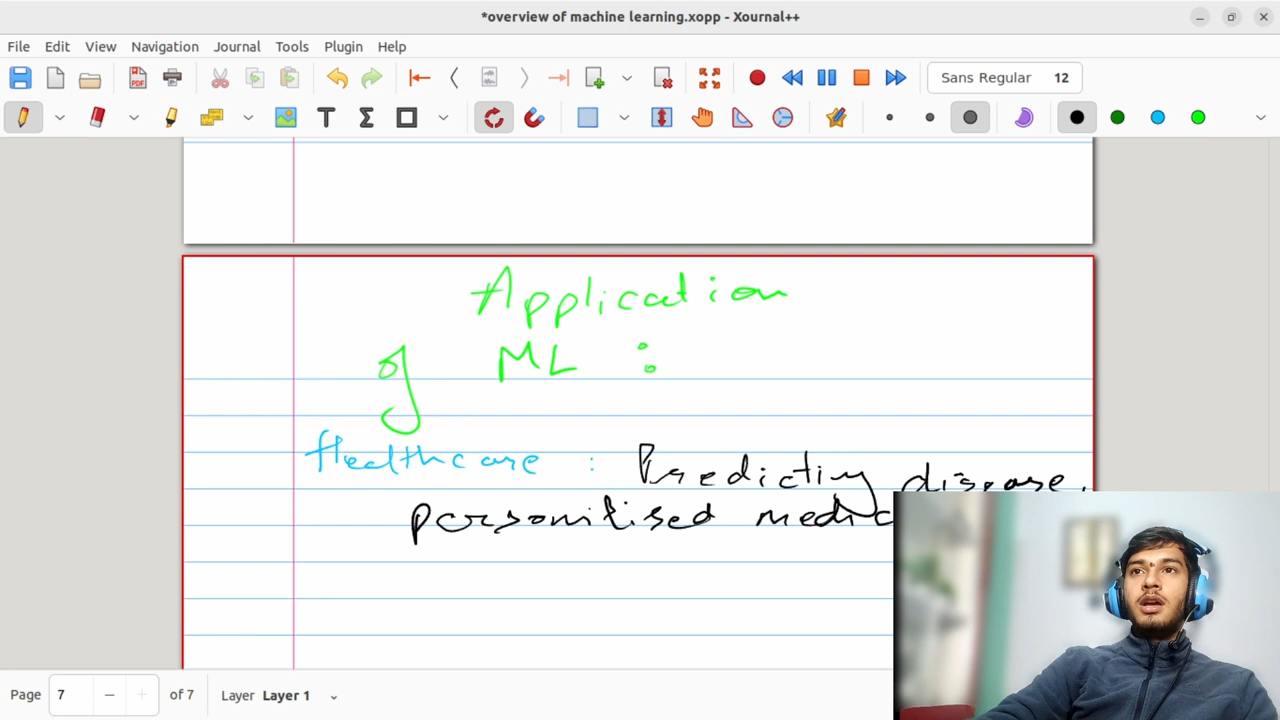 *overview of machine learning.xopp - Xournal++
File Edit View Navigation Journal Tools Plugin Help
Sans Regular 12
Application
of ML :
Healthcare : Predicting disease,
personitised medic
Page 7 of 7 Layer Layer 1